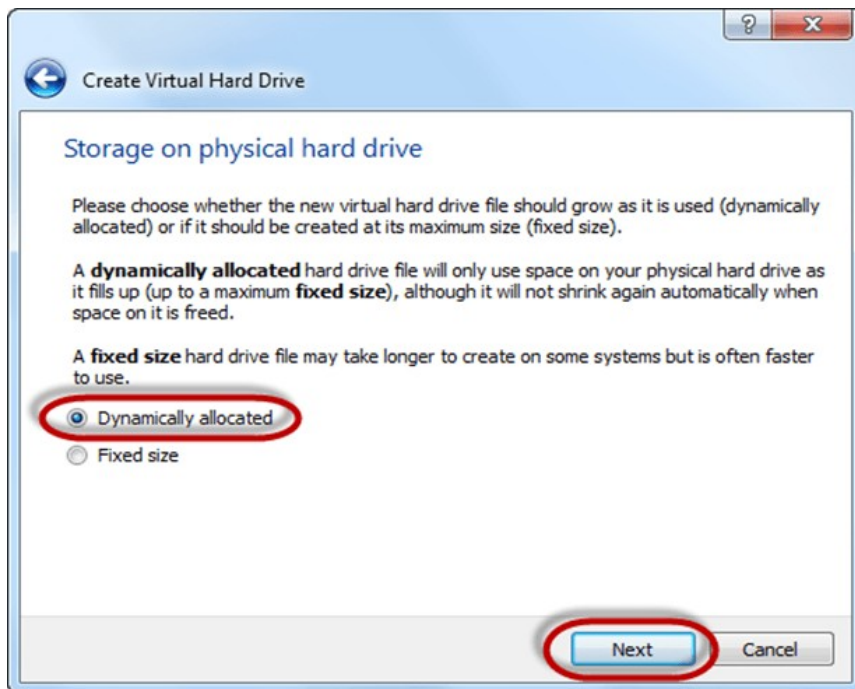 ?
Create Virtual Hard Drive
Storage on physical hard drive
Please choose whether the new virtual hard drive file should grow as it is used (dynamically
allocated) or if it should be created at its maximum size (fixed size).
A dynamically allocated hard drive file will only use space on your physical hard drive as
it fills up (up to a maximum fixed size), although it will not shrink again automatically when
space on it is freed.
A fixed size hard drive file may take longer to create on some systems but is often faster
to use.
Dynamically allocated
Fixed size
Next Cancel